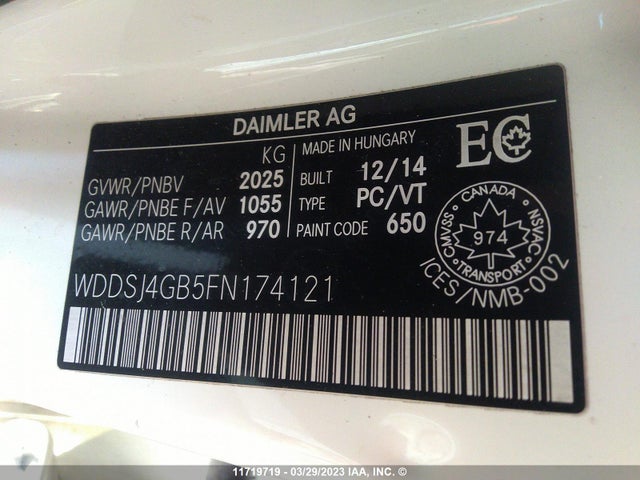 DAIMLER AG
KG
GVWR/PNBV 2025
GAWR/PNBE F/AV 1055
GAWR/PNBE R/AR 970
MADE IN HUNGARY
BUILT 12/14
TYPE PC/VT
PAINT CODE 650
EC
CANADA
CMVSS 974 NSVAC
TRANSPORT
ICES/NMB-002
WDDSJ4GB5FN174121
11719719 - 03/29/2023 IAA, INC. ©